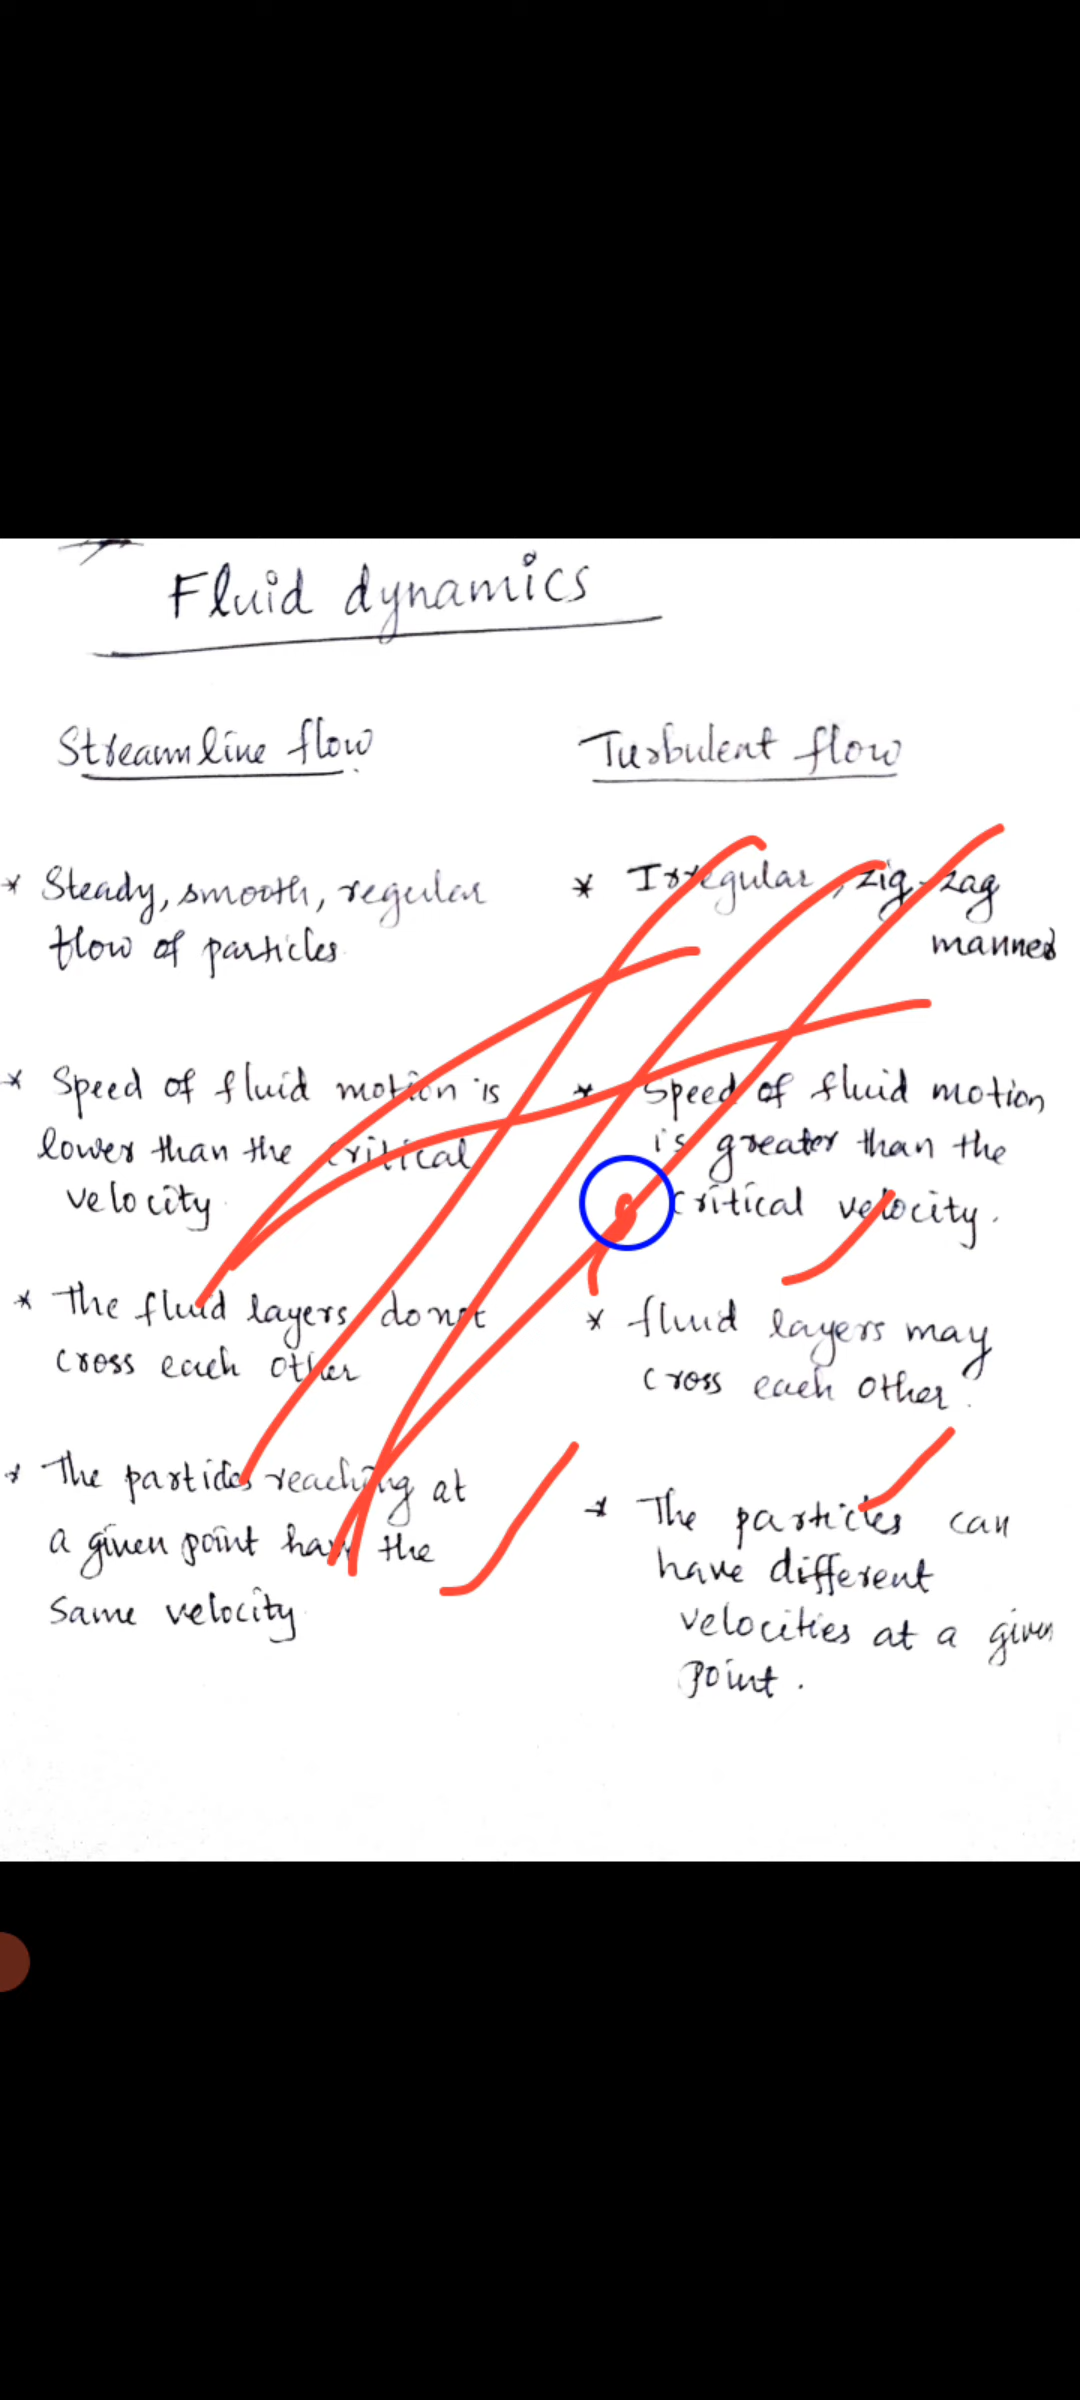 Fluid dynamics
Streamline flow
Turbulent flow
* Steady, smooth, regular
flow of particles
* Speed of fluid motion is
lower than the critical
velocity
* The fluid layers do not
cross each other
* The particles reaching at
a given point have the
same velocity
* Irregular, zig-zag
manner
* Speed of fluid motion
is greater than the
critical velocity.
* fluid layers may
cross each other.
* The particles can
have different
velocities at a given
point.